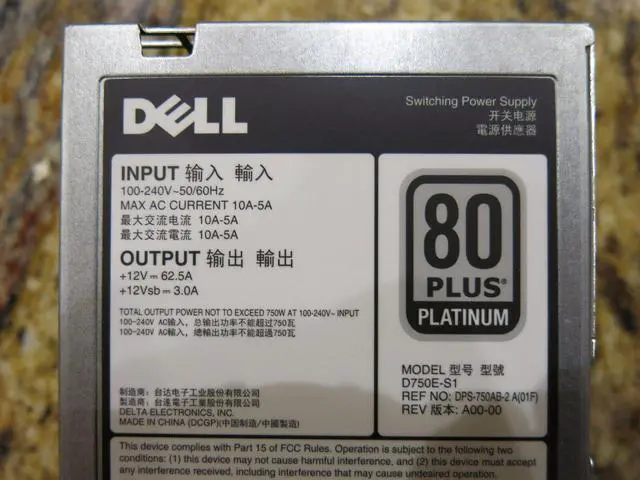 DELL
Switching Power Supply
开关电源
電源供應器
INPUT 输入 輸入
100-240V~50/60Hz
MAX AC CURRENT 10A-5A
最大交流电流 10A-5A
最大交流電流 10A-5A
OUTPUT 输出 輸出
+12V⎓ 62.5A
+12Vsb⎓ 3.0A
TOTAL OUTPUT POWER NOT TO EXCEED 750W AT 100-240V~ INPUT
100-240V AC输入，总输出功率不能超过750瓦
100-240V AC輸入，總輸出功率不能超過750瓦
制造商：台达电子工业股份有限公司
製造商：台達電子工業股份有限公司
DELTA ELECTRONICS, INC.
MADE IN CHINA (DCGP)(中国制造/中國製造)
80
PLUS®
PLATINUM
MODEL 型号 型號
D750E-S1
REF NO: DPS-750AB-2 A(01F)
REV 版本: A00-00
This device complies with Part 15 of FCC Rules. Operation is subject to the following two
conditions: (1) this device may not cause harmful interference, and (2) this device must accept
any interference received, including interference that may cause undesired operation.